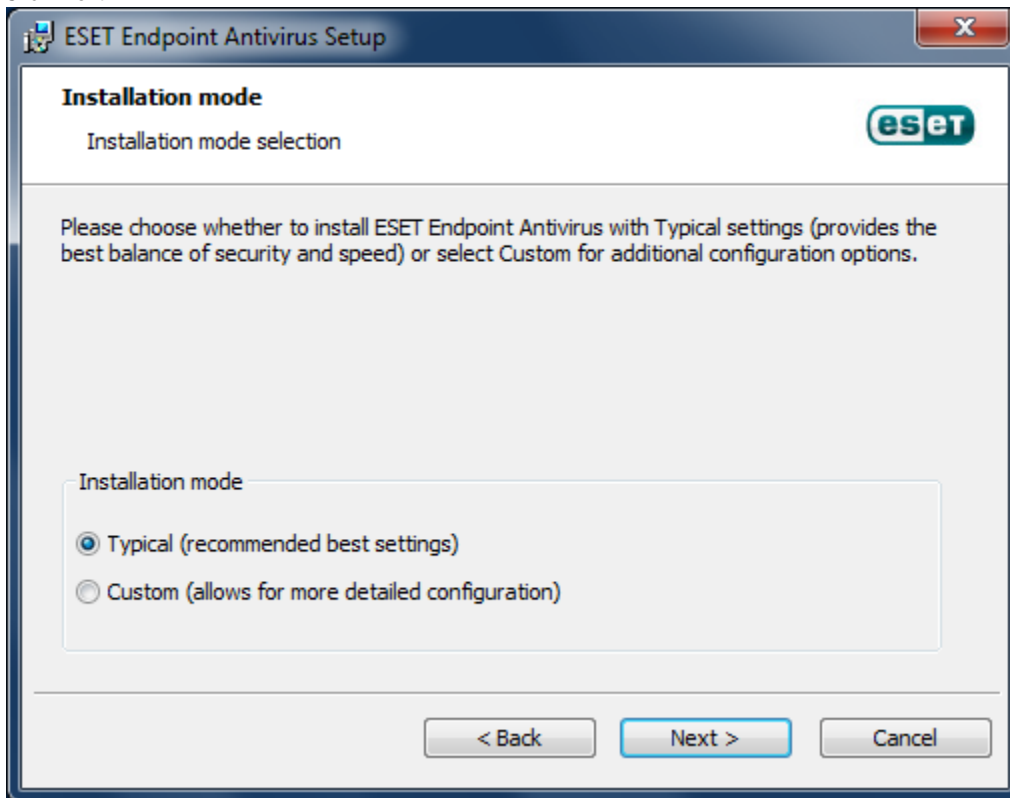 ESET Endpoint Antivirus Setup
X
Installation mode
Installation mode selection
eseT
Please choose whether to install ESET Endpoint Antivirus with Typical settings (provides the
best balance of security and speed) or select Custom for additional configuration options.
Installation mode
Typical (recommended best settings)
Custom (allows for more detailed configuration)
< Back
Next >
Cancel